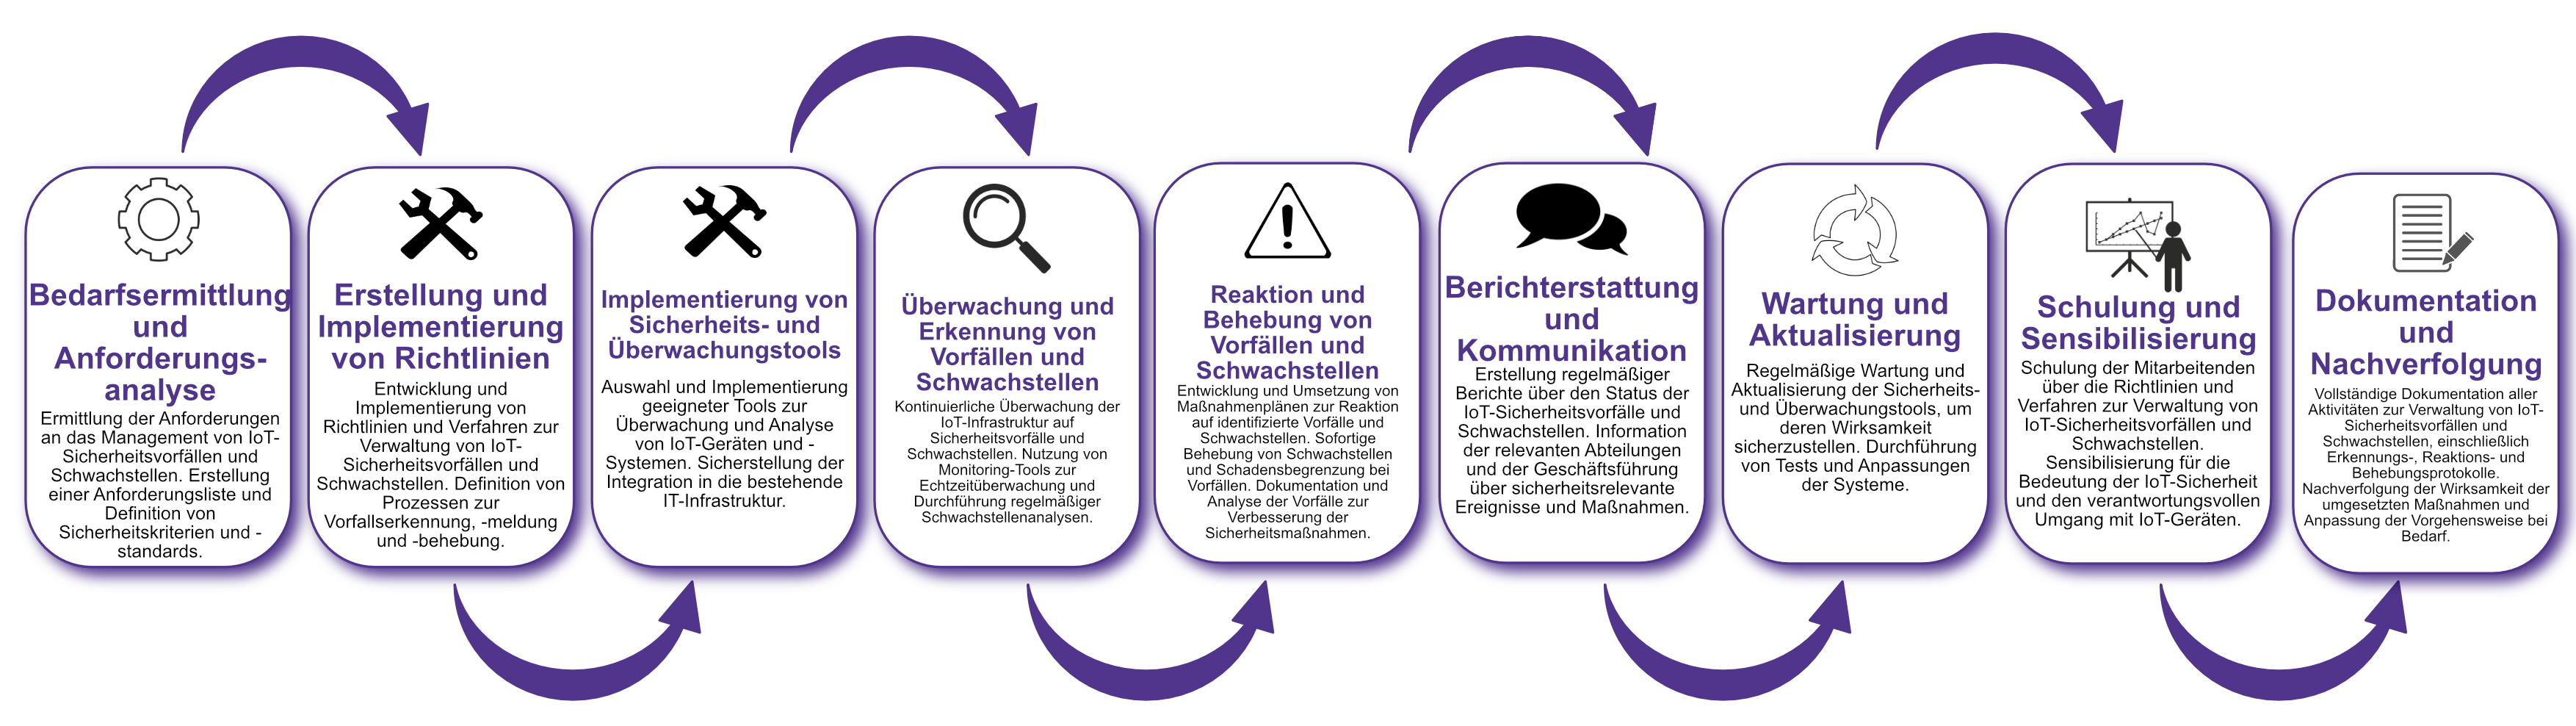 Bedarfsermittlung
und
Anforderungs-
analyse
Ermittlung der Anforderungen
an das Management von IoT-
Sicherheitsvorfällen und
Schwachstellen. Erstellung
einer Anforderungsliste und
Definition von
Sicherheitskriterien und -
standards.
Erstellung und
Implementierung
von Richtlinien
Entwicklung und
Implementierung von
Richtlinien und Verfahren zur
Verwaltung von IoT-
Sicherheitsvorfällen und
Schwachstellen. Definition von
Prozessen zur
Vorfallserkennung, -meldung
und -behebung.
Implementierung von
Sicherheits- und
Überwachungstools
Auswahl und Implementierung
geeigneter Tools zur
Überwachung und Analyse
von IoT-Geräten und -
Systemen. Sicherstellung der
Integration in die bestehende
IT-Infrastruktur.
Überwachung und
Erkennung von
Vorfällen und
Schwachstellen
Kontinuierliche Überwachung der
IoT-Infrastruktur auf
Sicherheitsvorfälle und
Schwachstellen. Nutzung von
Monitoring-Tools zur
Echtzeitüberwachung und
Durchführung regelmäßiger
Schwachstellenanalysen.
Reaktion und
Behebung von
Vorfällen und
Schwachstellen
Entwicklung und Umsetzung von
Maßnahmenplänen zur Reaktion
auf identifizierte Vorfälle und
Schwachstellen. Sofortige
Behebung von Schwachstellen
und Schadensbegrenzung bei
Vorfällen. Dokumentation und
Analyse der Vorfälle zur
Verbesserung der
Sicherheitsmaßnahmen.
Berichterstattung
und
Kommunikation
Erstellung regelmäßiger
Berichte über den Status der
IoT-Sicherheitsvorfälle und
Schwachstellen. Information
der relevanten Abteilungen
und der Geschäftsführung
über sicherheitsrelevante
Ereignisse und Maßnahmen.
Wartung und
Aktualisierung
Regelmäßige Wartung und
Aktualisierung der Sicherheits-
und Überwachungstools, um
deren Wirksamkeit
sicherzustellen. Durchführung
von Tests und Anpassungen
der Systeme.
Schulung und
Sensibilisierung
Schulung der Mitarbeitenden
über die Richtlinien und
Verfahren zur Verwaltung von
IoT-Sicherheitsvorfällen und
Schwachstellen.
Sensibilisierung für die
Bedeutung der IoT-Sicherheit
und den verantwortungsvollen
Umgang mit IoT-Geräten.
Dokumentation
und
Nachverfolgung
Vollständige Dokumentation aller
Aktivitäten zur Verwaltung von IoT-
Sicherheitsvorfällen und
Schwachstellen, einschließlich
Erkennungs-, Reaktions- und
Behebungsprotokolle.
Nachverfolgung der Wirksamkeit der
umgesetzten Maßnahmen und
Anpassung der Vorgehensweise bei
Bedarf.